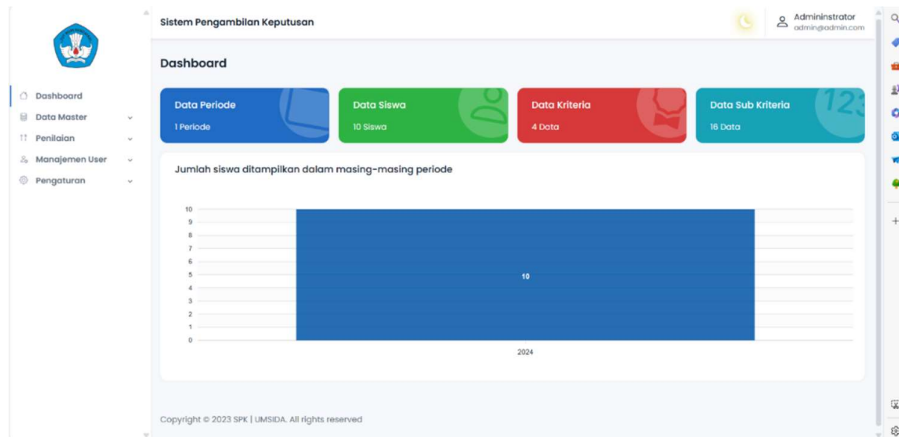 Sistem Pengambilan Keputusan
Admininstrator
admin@admin.com
Dashboard
Data Master
Penilaian
Manajemen User
Pengaturan
Dashboard
Data Periode
1 Periode
Data Siswa
10 Siswa
Data Kriteria
4 Data
Data Sub Kriteria
16 Data
123
Jumlah siswa ditampilkan dalam masing-masing periode
10
9
8
7
6
5
4
3
2
1
0
10
2024
Copyright © 2023 SPK | UMSIDA. All rights reserved